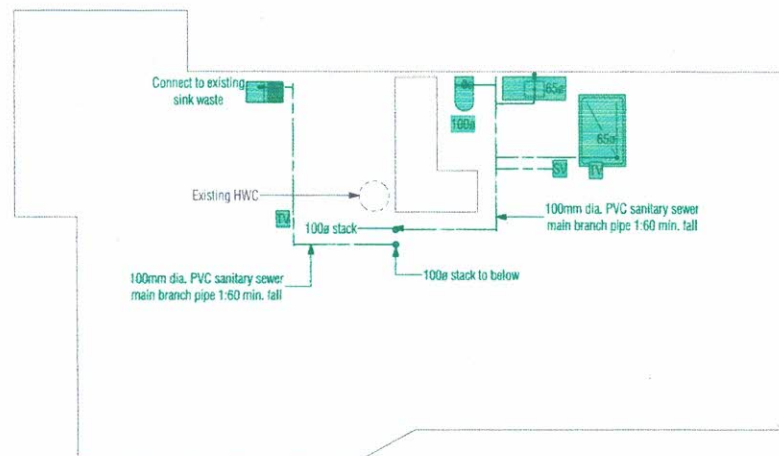 Connect to existing
sink waste
65ø
100ø
65ø
SV
TV
Existing HWC
TV
100ø stack
100mm dia. PVC sanitary sewer
main branch pipe 1:60 min. fall
100mm dia. PVC sanitary sewer
main branch pipe 1:60 min. fall
100ø stack to below